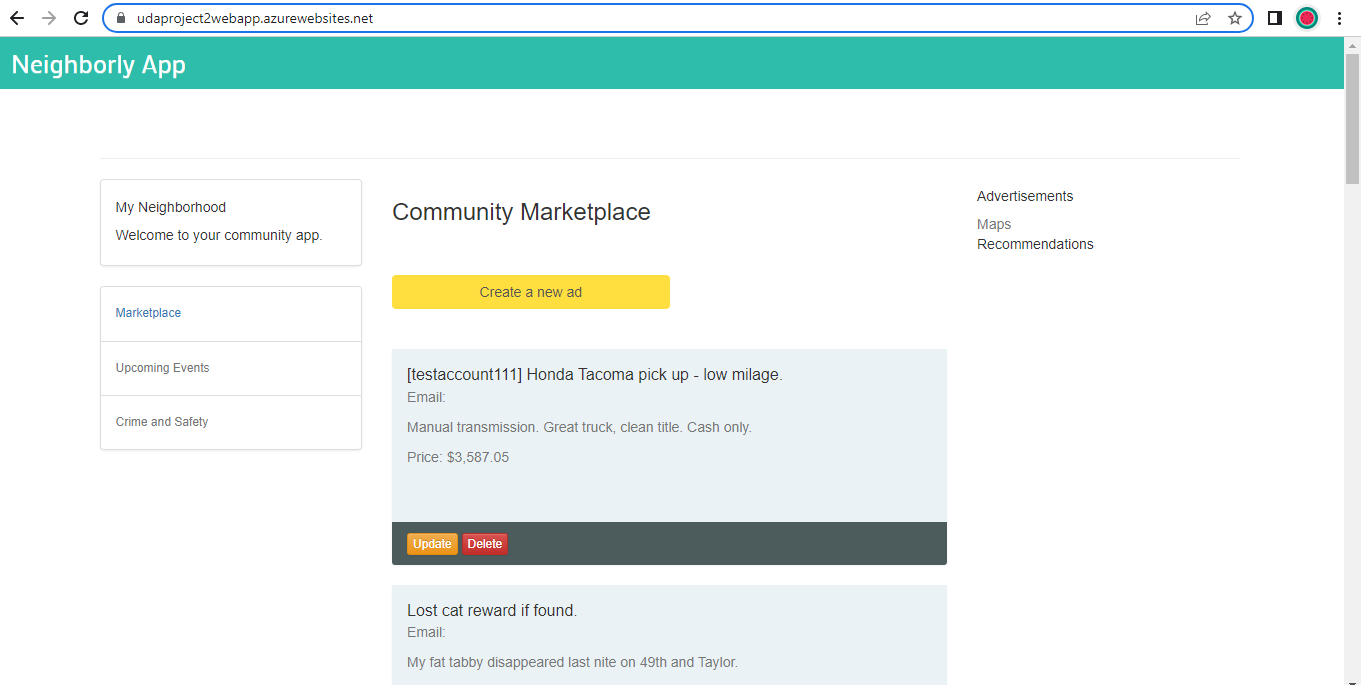 udaproject2webapp.azurewebsites.net
Neighborly App
My Neighborhood
Welcome to your community app.
Marketplace
Upcoming Events
Crime and Safety
Community Marketplace
Create a new ad
[testaccount111] Honda Tacoma pick up - low milage.
Email:
Manual transmission. Great truck, clean title. Cash only.
Price: $3,587.05
Update Delete
Lost cat reward if found.
Email:
My fat tabby disappeared last nite on 49th and Taylor.
Advertisements
Maps
Recommendations